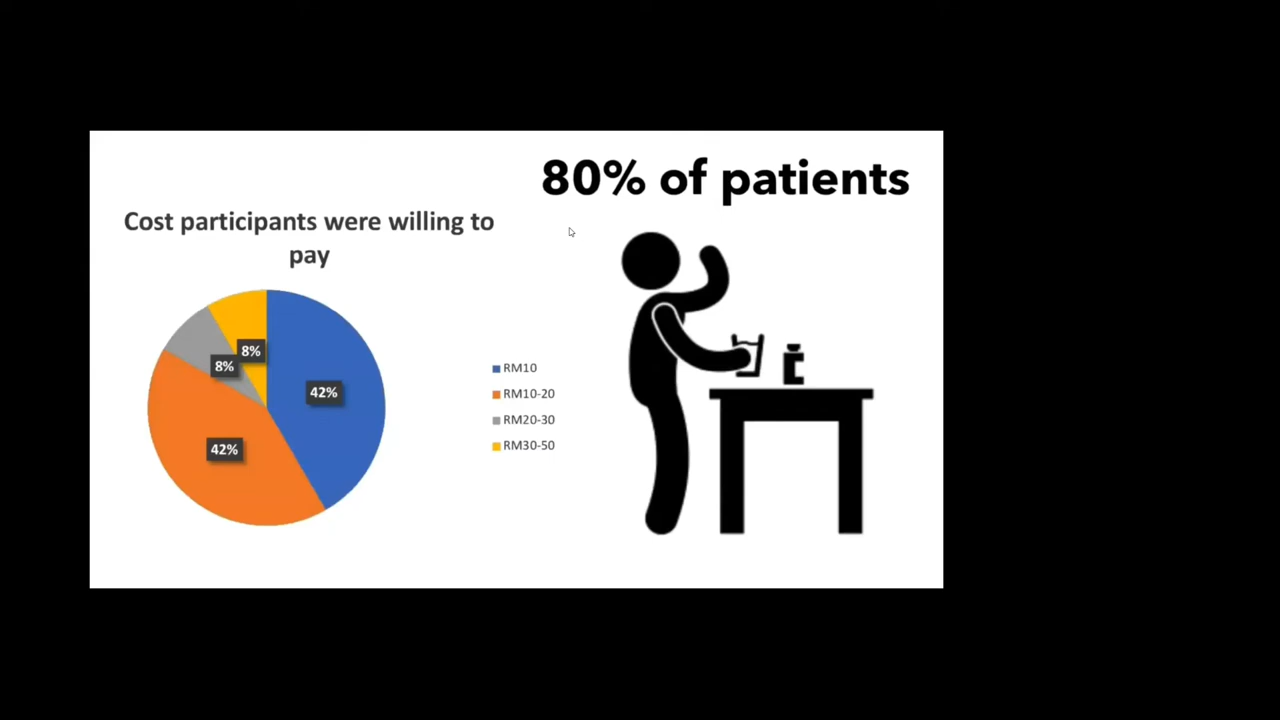 80% of patients
Cost participants were willing to
pay
8%
8%
42%
42%
RM10
RM10-20
RM20-30
RM30-50